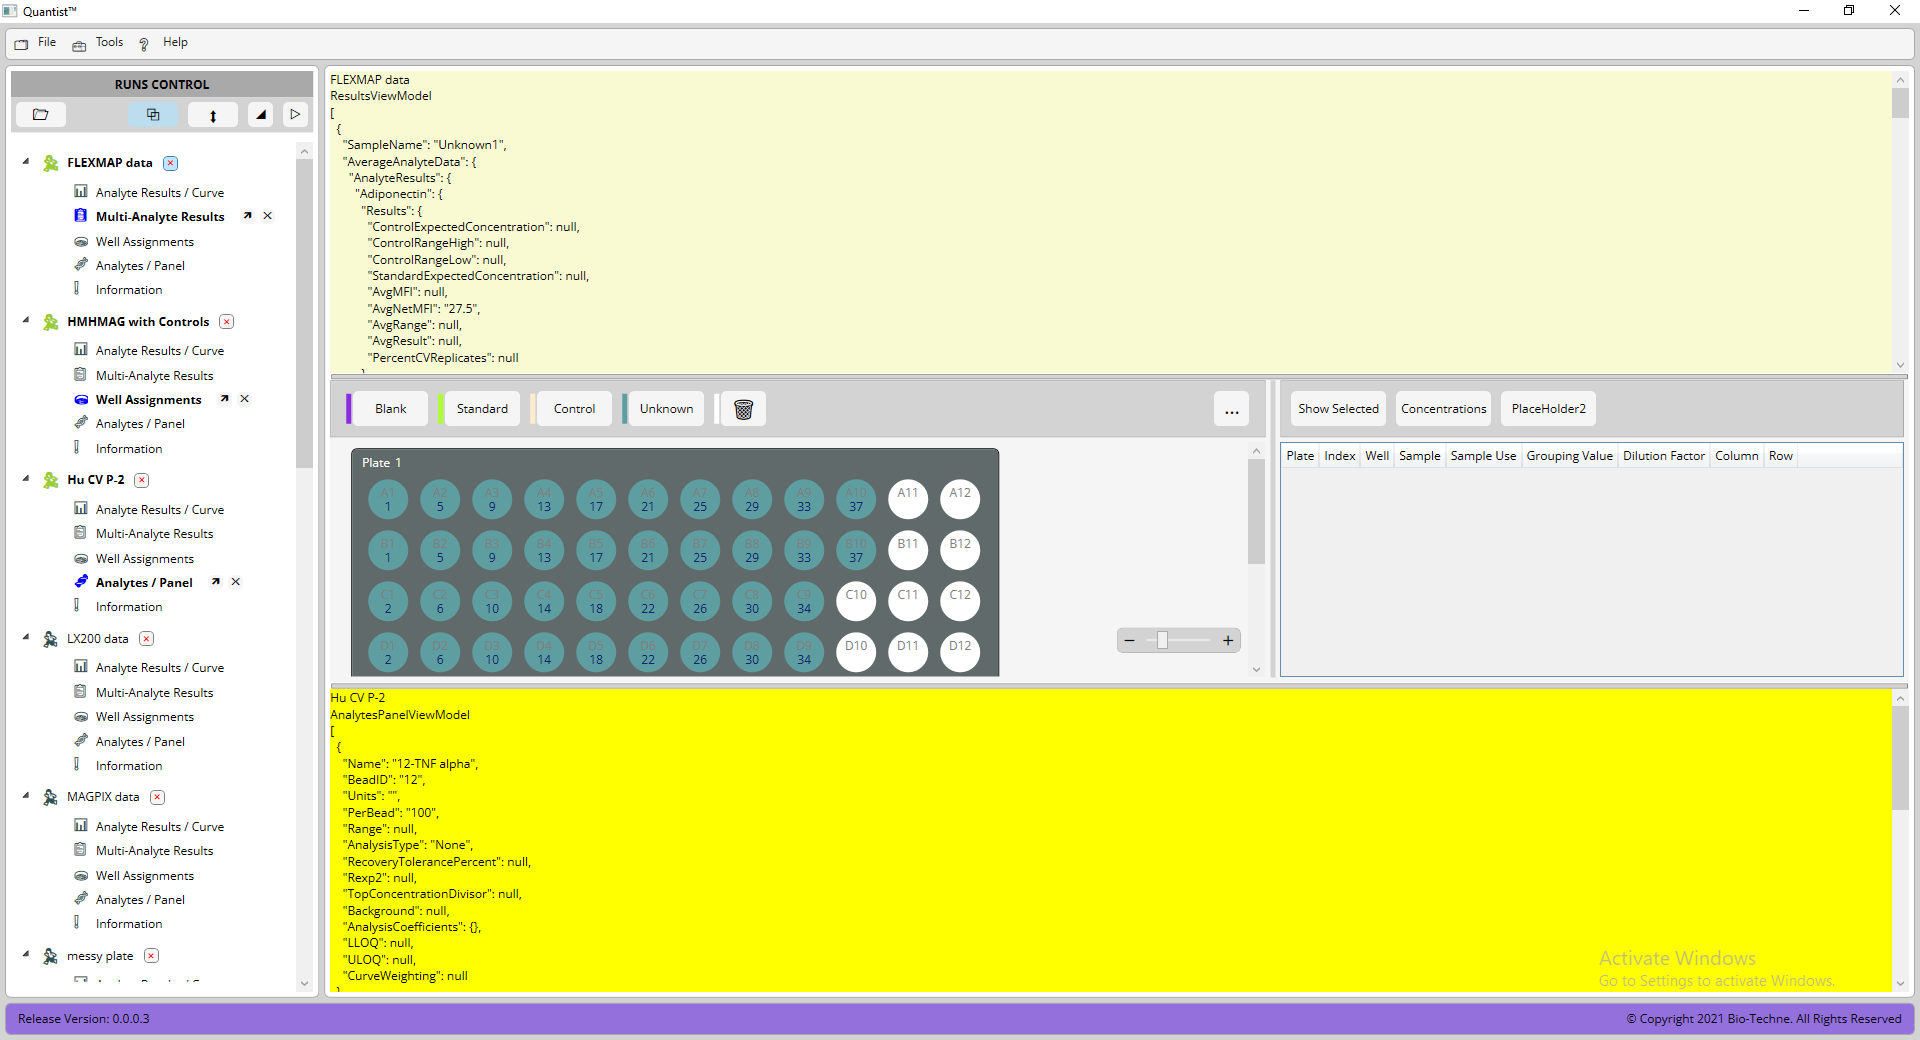 Quantist™
File Tools Help
RUNS CONTROL
FLEXMAP data
Analyte Results / Curve
Multi-Analyte Results
Well Assignments
Analytes / Panel
Information
HMHMAG with Controls
Analyte Results / Curve
Multi-Analyte Results
Well Assignments
Analytes / Panel
Information
Hu CV P-2
Analyte Results / Curve
Multi-Analyte Results
Well Assignments
Analytes / Panel
Information
LX200 data
Analyte Results / Curve
Multi-Analyte Results
Well Assignments
Analytes / Panel
Information
MAGPIX data
Analyte Results / Curve
Multi-Analyte Results
Well Assignments
Analytes / Panel
Information
messy plate
FLEXMAP data
ResultsViewModel
[
{
"SampleName": "Unknown1",
"AverageAnalyteData": {
"AnalyteResults": {
"Adiponectin": {
"Results": {
"ControlExpectedConcentration": null,
"ControlRangeHigh": null,
"ControlRangeLow": null,
"StandardExpectedConcentration": null,
"AvgMFI": null,
"AvgNetMFI": "27.5",
"AvgRange": null,
"AvgResult": null,
"PercentCVReplicates": null
Blank Standard Control Unknown ...
Plate 1
A1 A2 A3 A4 A5 A6 A7 A8 A9 A10 A11 A12
1 5 9 13 17 21 25 29 33 37
B1 B2 B3 B4 B5 B6 B7 B8 B9 B10 B11 B12
1 5 9 13 17 21 25 29 33 37
C1 C2 C3 C4 C5 C6 C7 C8 C9 C10 C11 C12
2 6 10 14 18 22 26 30 34
D1 D2 D3 D4 D5 D6 D7 D8 D9 D10 D11 D12
2 6 10 14 18 22 26 30 34
Show Selected Concentrations PlaceHolder2
Plate Index Well Sample Sample Use Grouping Value Dilution Factor Column Row
Hu CV P-2
AnalytesPanelViewModel
[
{
"Name": "12-TNF alpha",
"BeadID": "12",
"Units": "",
"PerBead": "100",
"Range": null,
"AnalysisType": "None",
"RecoveryTolerancePercent": null,
"Rexp2": null,
"TopConcentrationDivisor": null,
"Background": null,
"AnalysisCoefficients": {},
"LLOQ": null,
"ULOQ": null,
"CurveWeighting": null
Activate Windows
Go to Settings to activate Windows.
Release Version: 0.0.0.3
© Copyright 2021 Bio-Techne. All Rights Reserved